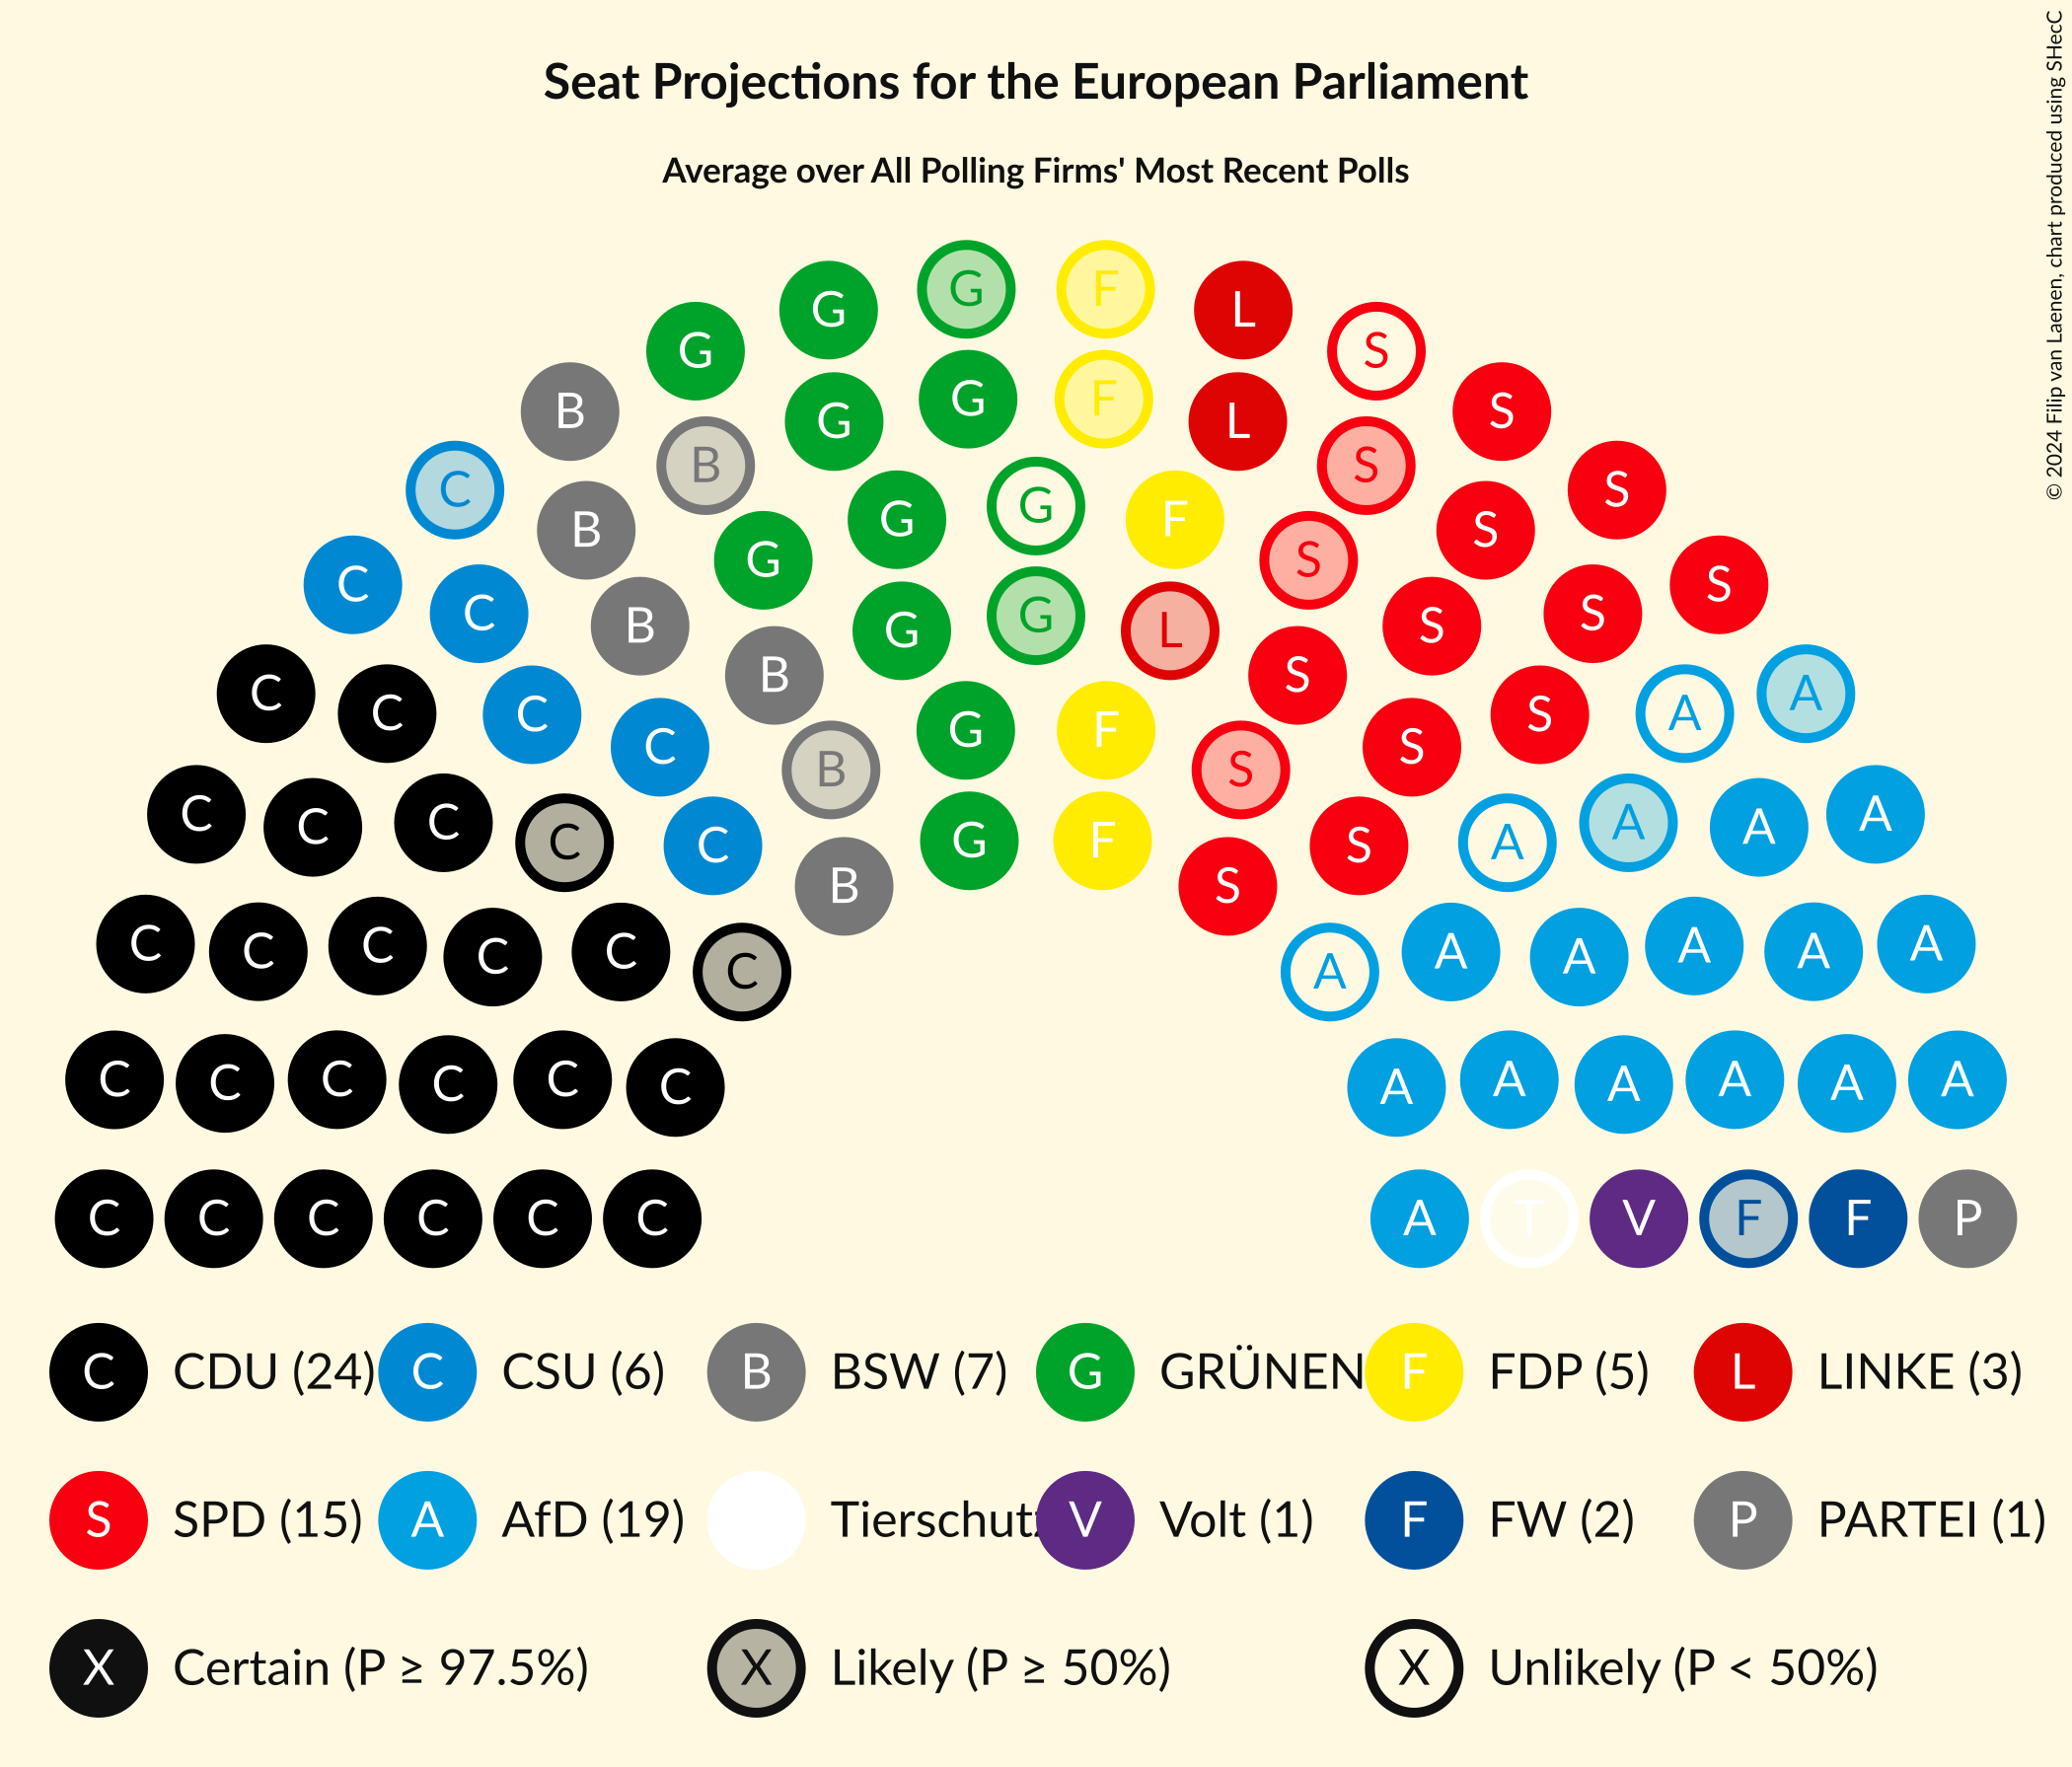 Seat Projections for the European Parliament
Average over All Polling Firms' Most Recent Polls
© 2024 Filip van Laenen, chart produced using SHecC
G F
G L
G S
B G G F L S
C B G G G F S S S
C C B G G L S S S S
C C B C G F S S S A A
C C C C C B C B G F S S S A A A A
C C C C C C A A A A A A
C C C C C C A A A A A A
C C C C C C A T V F F P
C CDU (24) C CSU (6) B BSW (7) G GRÜNEN F FDP (5) L LINKE (3)
S SPD (15) A AfD (19) Tierschutz V Volt (1) F FW (2) P PARTEI (1)
X Certain (P ≥ 97.5%) X Likely (P ≥ 50%) X Unlikely (P < 50%)